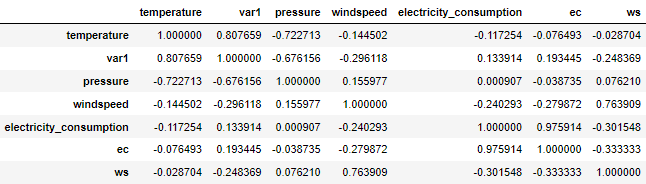 temperature var1 pressure windspeed electricity_consumption ec ws
temperature 1.000000 0.807659 -0.722713 -0.144502 -0.117254 -0.076493 -0.028704
var1 0.807659 1.000000 -0.676156 -0.296118 0.133914 0.193445 -0.248369
pressure -0.722713 -0.676156 1.000000 0.155977 0.000907 -0.038735 0.076210
windspeed -0.144502 -0.296118 0.155977 1.000000 -0.240293 -0.279872 0.763909
electricity_consumption -0.117254 0.133914 0.000907 -0.240293 1.000000 0.975914 -0.301548
ec -0.076493 0.193445 -0.038735 -0.279872 0.975914 1.000000 -0.333333
ws -0.028704 -0.248369 0.076210 0.763909 -0.301548 -0.333333 1.000000